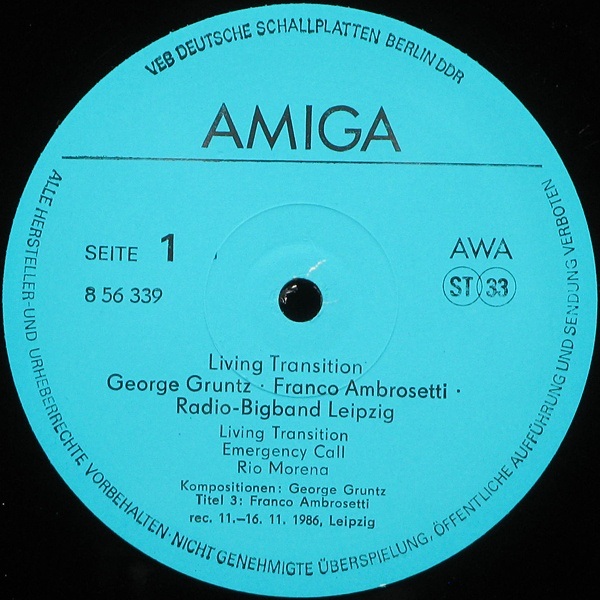 VEB DEUTSCHE SCHALLPLATTEN BERLIN DDR
AMIGA
SEITE 1
AWA
8 56 339
ST 33
Living Transition
George Gruntz · Franco Ambrosetti ·
Radio-Bigband Leipzig
Living Transition
Emergency Call
Rio Morena
Kompositionen: George Gruntz
Titel 3: Franco Ambrosetti
rec. 11.—16. 11. 1986, Leipzig
ALLE HERSTELLER-UND URHEBERRECHTE VORBEHALTEN·NICHT GENEHMIGTE ÜBERSPIELUNG, ÖFFENTLICHE AUFFÜHRUNG UND SENDUNG VERBOTEN